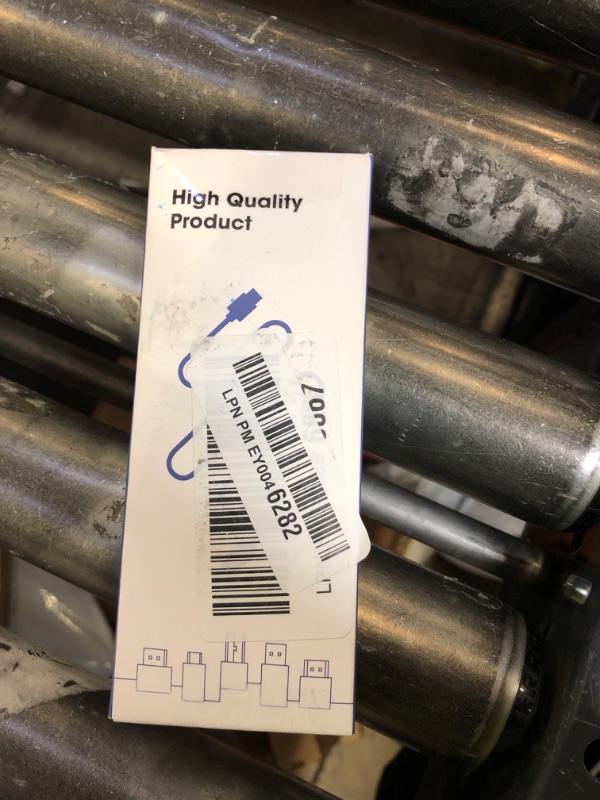 High Quality
Product
LPN PM EY0046282